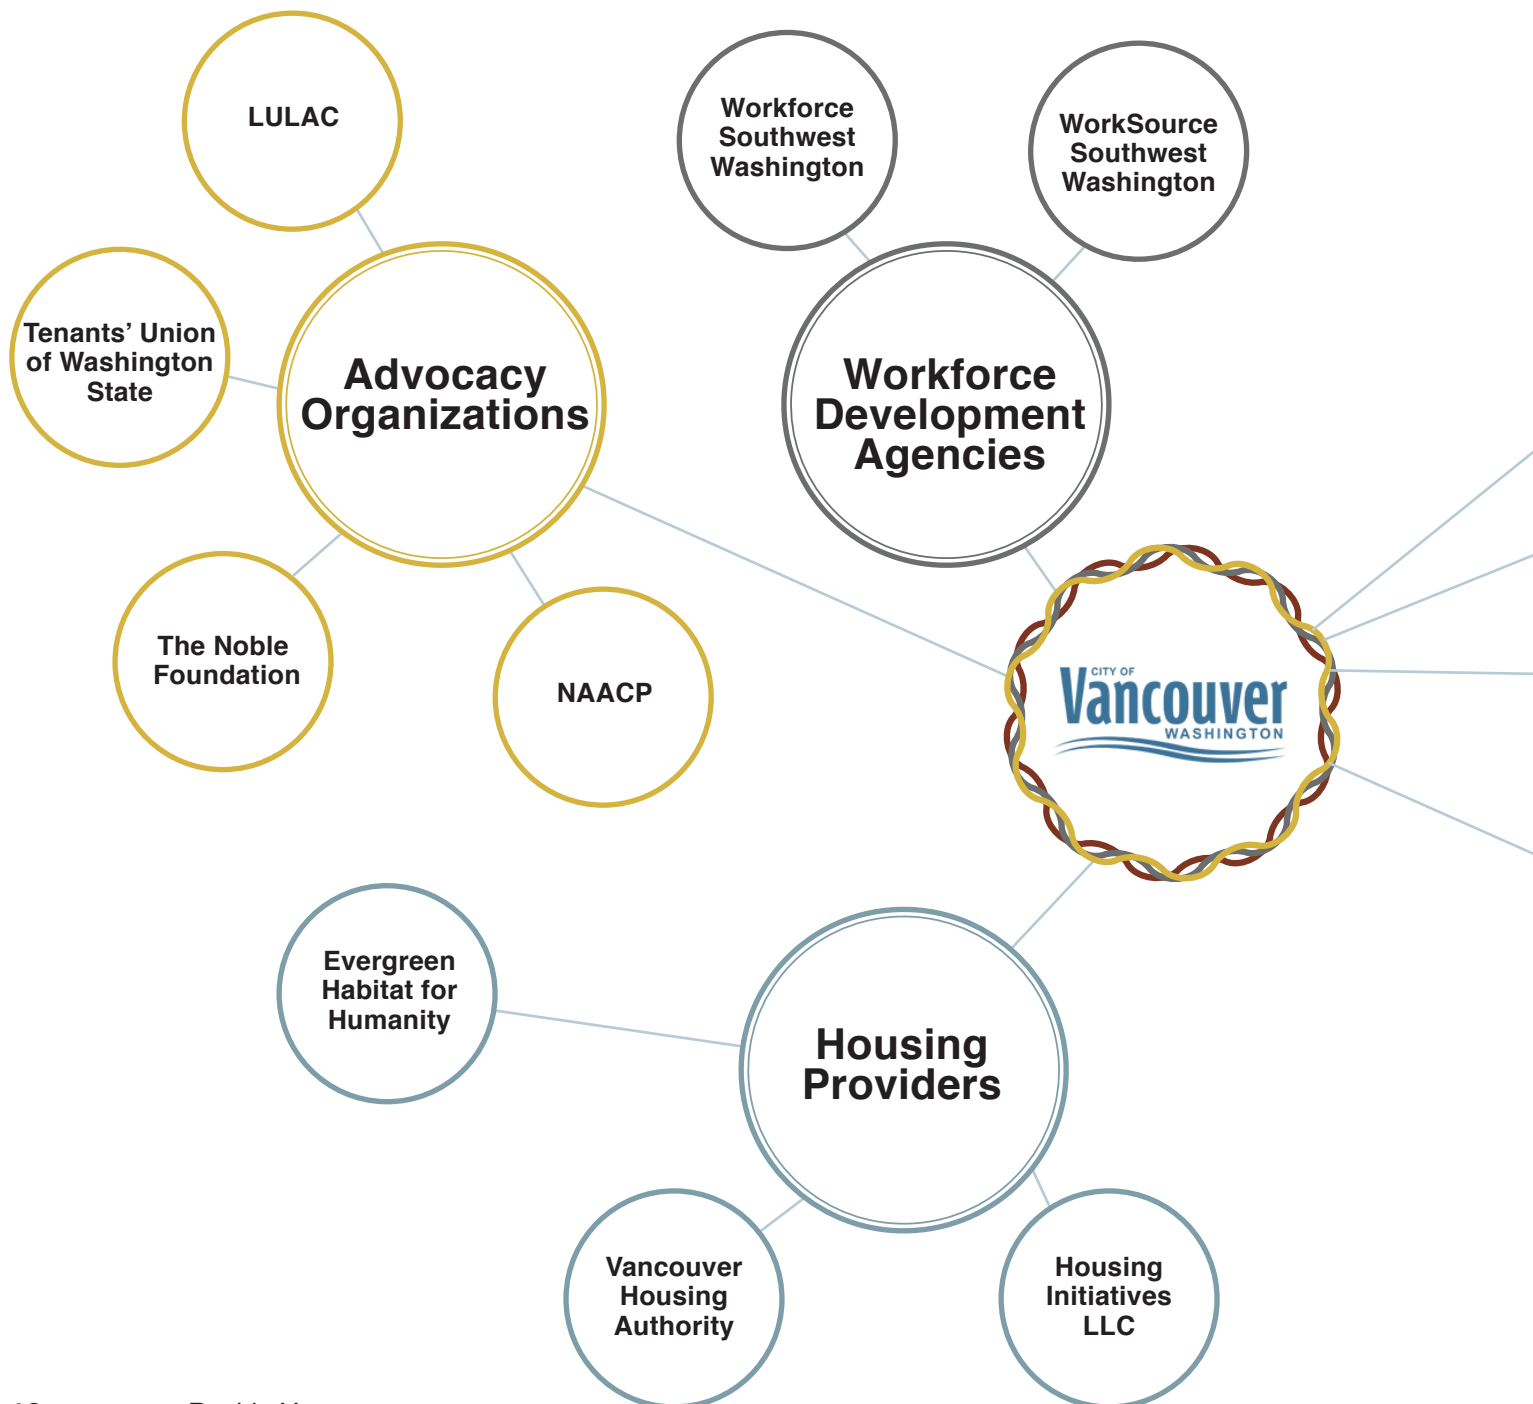 LULAC
Workforce
Southwest
Washington
WorkSource
Southwest
Washington
Tenants’ Union
of Washington
State
Advocacy
Organizations
Workforce
Development
Agencies
The Noble
Foundation
NAACP
CITY OF
Vancouver
WASHINGTON
Evergreen
Habitat for
Humanity
Housing
Providers
Vancouver
Housing
Authority
Housing
Initiatives
LLC